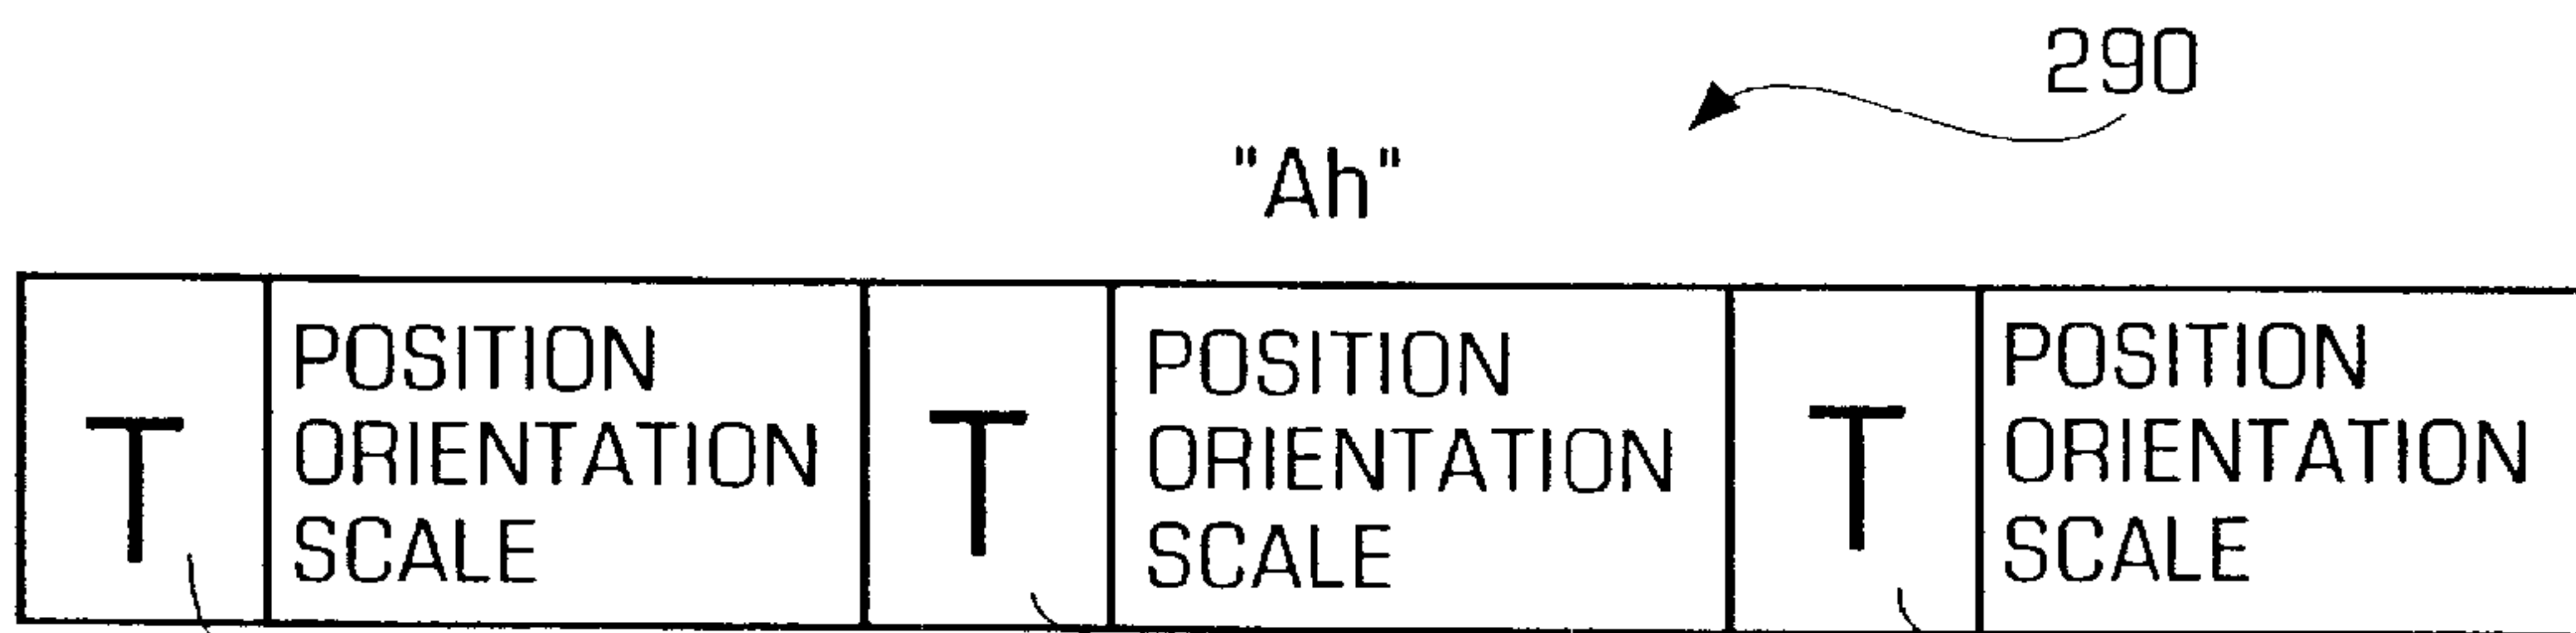 290
"Ah"
T POSITION ORIENTATION SCALE T POSITION ORIENTATION SCALE T POSITION ORIENTATION SCALE